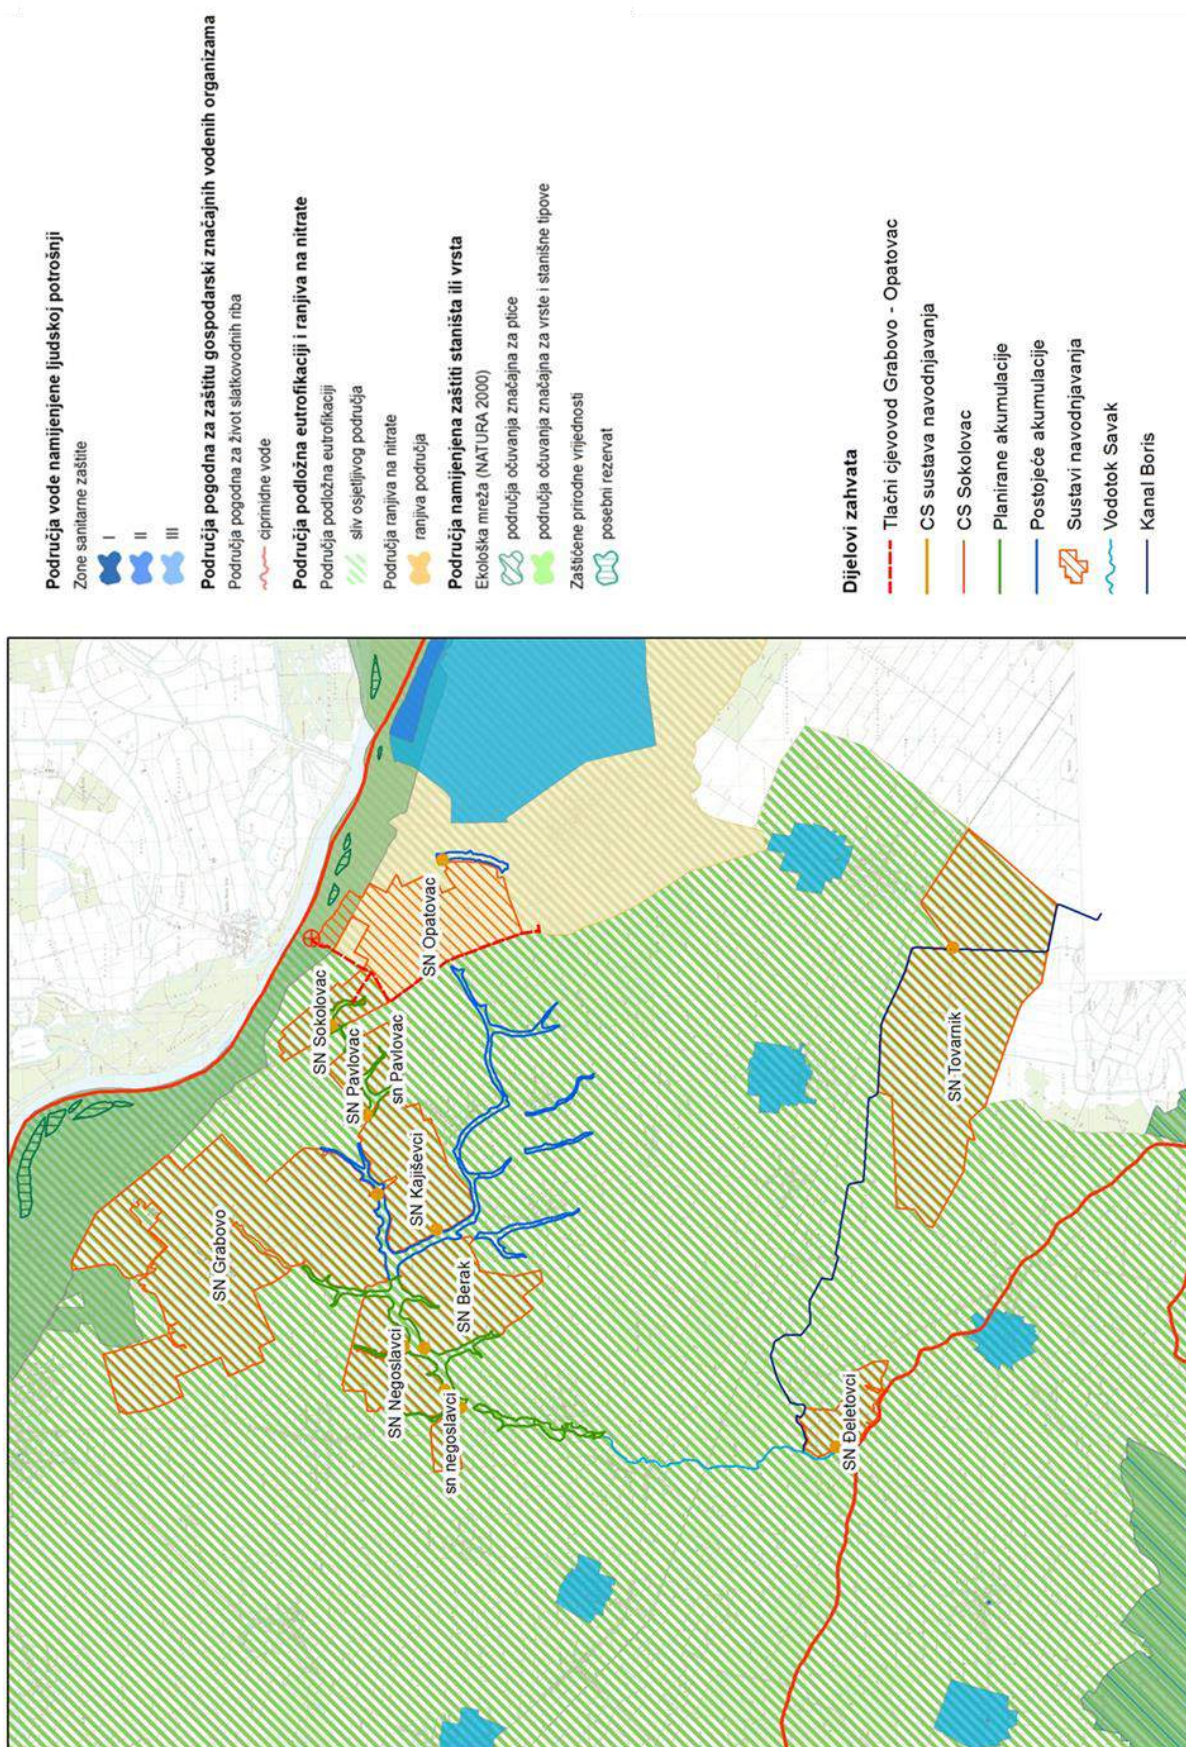 Područja vode namijenjene ljudskoj potrošnji
Zone sanitarne zaštite
I
II
III
Područja pogodna za zaštitu gospodarski značajnih vodenih organizama
Područja pogodna za život slatkovodnih riba
ciprinidne vode
Područja podložna eutrofikaciji i ranjiva na nitrate
Područja podložna eutrofikaciji
sliv osjetljivog područja
Područja ranjiva na nitrate
ranjiva područja
Područja namijenjena zaštiti staništa ili vrsta
Ekološka mreža (NATURA 2000)
područja očuvanja značajna za ptice
područja očuvanja značajna za vrste i stanišne tipove
Zaštićene prirodne vrijednosti
posebni rezervat
Dijelovi zahvata
Tlačni cjevovod Grabovo - Opatovac
CS sustava navodnjavanja
CS Sokolovac
Planirane akumulacije
Postojeće akumulacije
Sustavi navodnjavanja
Vodotok Savak
Kanal Boris
SN Grabovo
SN Sokolovac
SN Pavlovac
sn Pavlovac
SN Opatovac
SN Kajiševci
SN Negoslavci
sn negoslavci
SN Berak
SN Đeletovci
SN Tovarnik